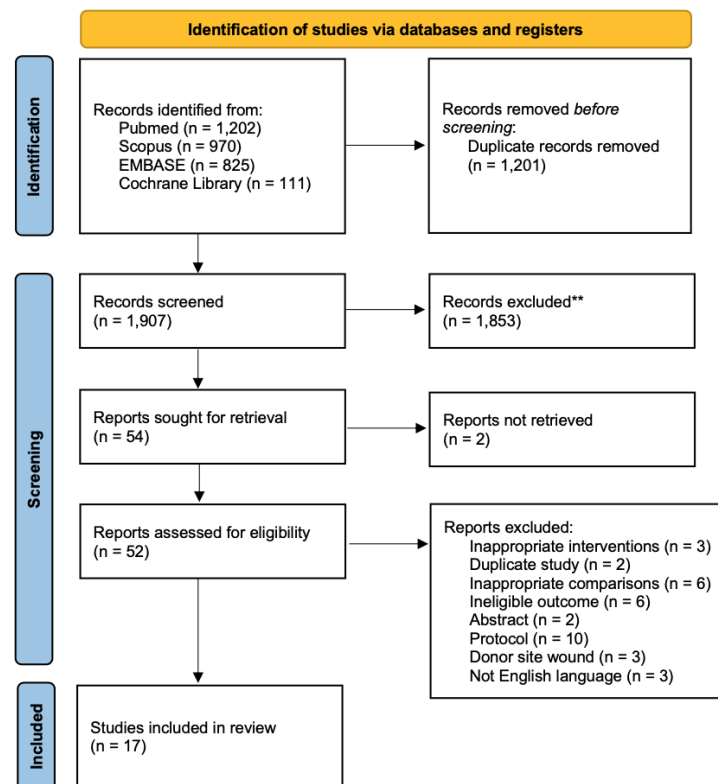 Identification of studies via databases and registers
Identification
Records identified from:
Pubmed (n = 1,202)
Scopus (n = 970)
EMBASE (n = 825)
Cochrane Library (n = 111)
Records removed before
screening:
Duplicate records removed
(n = 1,201)
Screening
Records screened
(n = 1,907)
Records excluded**
(n = 1,853)
Reports sought for retrieval
(n = 54)
Reports not retrieved
(n = 2)
Reports assessed for eligibility
(n = 52)
Reports excluded:
Inappropriate interventions (n = 3)
Duplicate study (n = 2)
Inappropriate comparisons (n = 6)
Ineligible outcome (n = 6)
Abstract (n = 2)
Protocol (n = 10)
Donor site wound (n = 3)
Not English language (n = 3)
Included
Studies included in review
(n = 17)